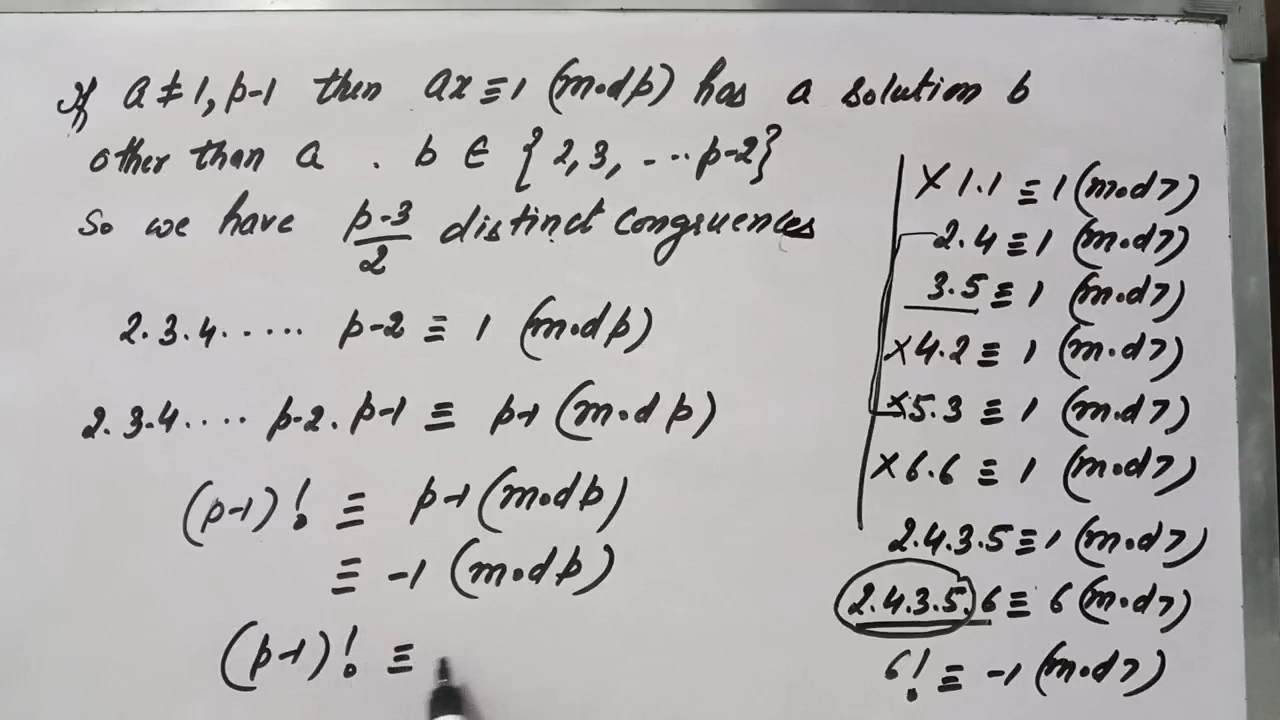 If a ≠ 1, p-1 then ax ≡ 1 (mod p) has a solution b
other than a . b ∈ {2, 3, ... p-2}
So we have (p-3)/2 distinct congruences
2.3.4...... p-2 ≡ 1 (mod p)
2.3.4.... p-2. p-1 ≡ p-1 (mod p)
(p-1)! ≡ p-1 (mod p)
≡ -1 (mod p)
(p-1)! ≡
×1.1 ≡ 1 (mod 7)
2.4 ≡ 1 (mod 7)
3.5 ≡ 1 (mod 7)
×4.2 ≡ 1 (mod 7)
×5.3 ≡ 1 (mod 7)
×6.6 ≡ 1 (mod 7)
2.4.3.5 ≡ 1 (mod 7)
2.4.3.5.6 ≡ 6 (mod 7)
6! ≡ -1 (mod 7)